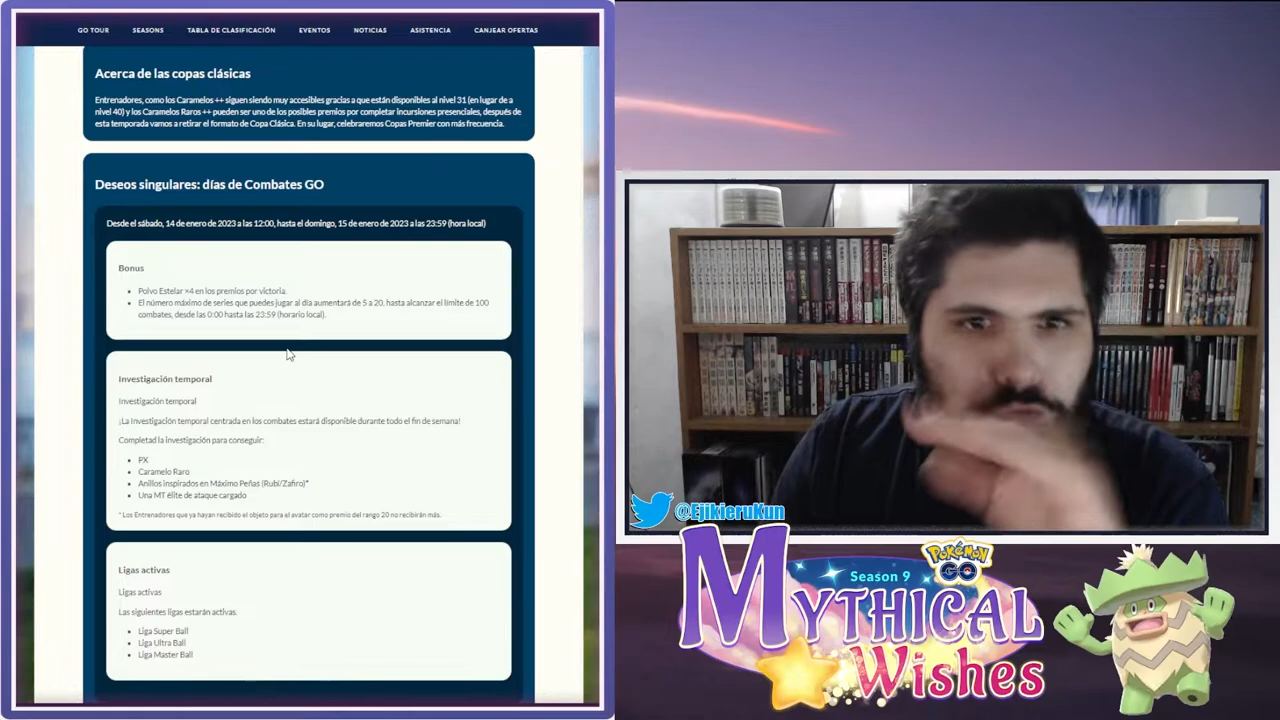 GO TOUR SEASONS TABLA DE CLASIFICACIÓN EVENTOS NOTICIAS ASISTENCIA CANJEAR OFERTAS
Acerca de las copas clásicas
Entrenadores, como los Caramelos ++ siguen siendo muy accesibles gracias a que están disponibles al nivel 31 (en lugar de a
nivel 40) y los Caramelos Raros ++ pueden ser uno de los posibles premios por completar incursiones presenciales, después de
esta temporada vamos a retirar el formato de Copa Clásica. En su lugar, celebraremos Copas Premier con más frecuencia.
Deseos singulares: días de Combates GO
Desde el sábado, 14 de enero de 2023 a las 12:00, hasta el domingo, 15 de enero de 2023 a las 23:59 (hora local)
Bonus
Polvo Estelar ×4 en los premios por victoria.
El número máximo de series que puedes jugar al día aumentará de 5 a 20, hasta alcanzar el límite de 100
combates, desde las 0:00 hasta las 23:59 (horario local).
Investigación temporal
Investigación temporal
¡La Investigación temporal centrada en los combates estará disponible durante todo el fin de semana!
Completad la investigación para conseguir:
PX
Caramelo Raro
Anillos inspirados en Máximo Peñas (Rubí/Zafiro)*
Una MT élite de ataque cargado
* Los Entrenadores que ya hayan recibido el objeto para el avatar como premio del rango 20 no recibirán más.
Ligas activas
Ligas activas
Las siguientes ligas estarán activas.
Liga Super Ball
Liga Ultra Ball
Liga Master Ball
@EjikieruKun
POKÉMON
GO
Season 9
MYTHICAL
Wishes